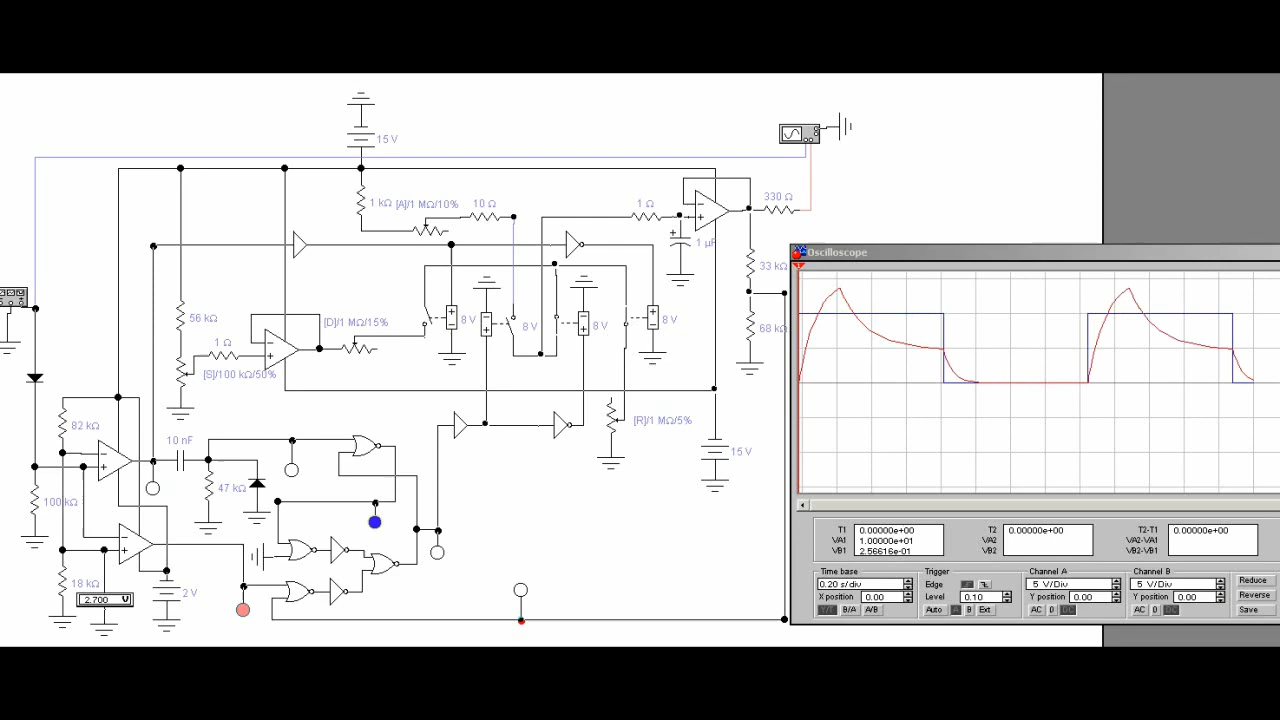 15 V
1 kΩ
[A]/1 MΩ/10%
10 Ω
1 Ω
330 Ω
1 µF
33 kΩ
68 kΩ
56 kΩ
1 Ω
[S]/100 kΩ/50%
[D]/1 MΩ/15%
8 V
8 V
8 V
8 V
[R]/1 MΩ/5%
15 V
82 kΩ
10 nF
47 kΩ
100 kΩ
18 kΩ
2.700 V
2 V
Oscilloscope
T1 0.00000e+00
VA1 1.00000e+01
VB1 2.56616e-01
T2 0.00000e+00
VA2
VB2
T2-T1 0.00000e+00
VA2-VA1
VB2-VB1
Time base
0.20 s/div
X position 0.00
Y/T B/A A/B
Trigger
Edge
Level 0.10
Auto A B Ext
Channel A
5 V/Div
Y position 0.00
AC 0 DC
Channel B
5 V/Div
Y position 0.00
AC 0 DC
Reduce
Reverse
Save